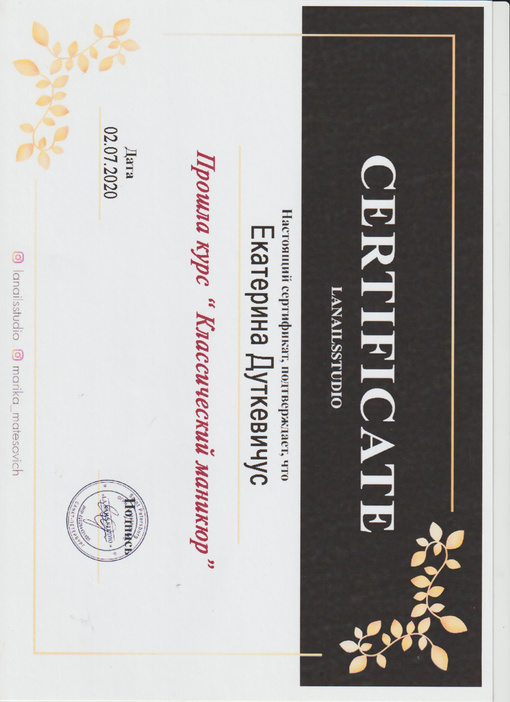 CERTIFICATE
LANAILSSTUDIO
Настоящий сертификат, подтверждает, что
Екатерина Дуткевичус
Прошла курс “ Классический маникюр”
Дата
02.07.2020
Подпись
lanailsstudio marika_matesovich